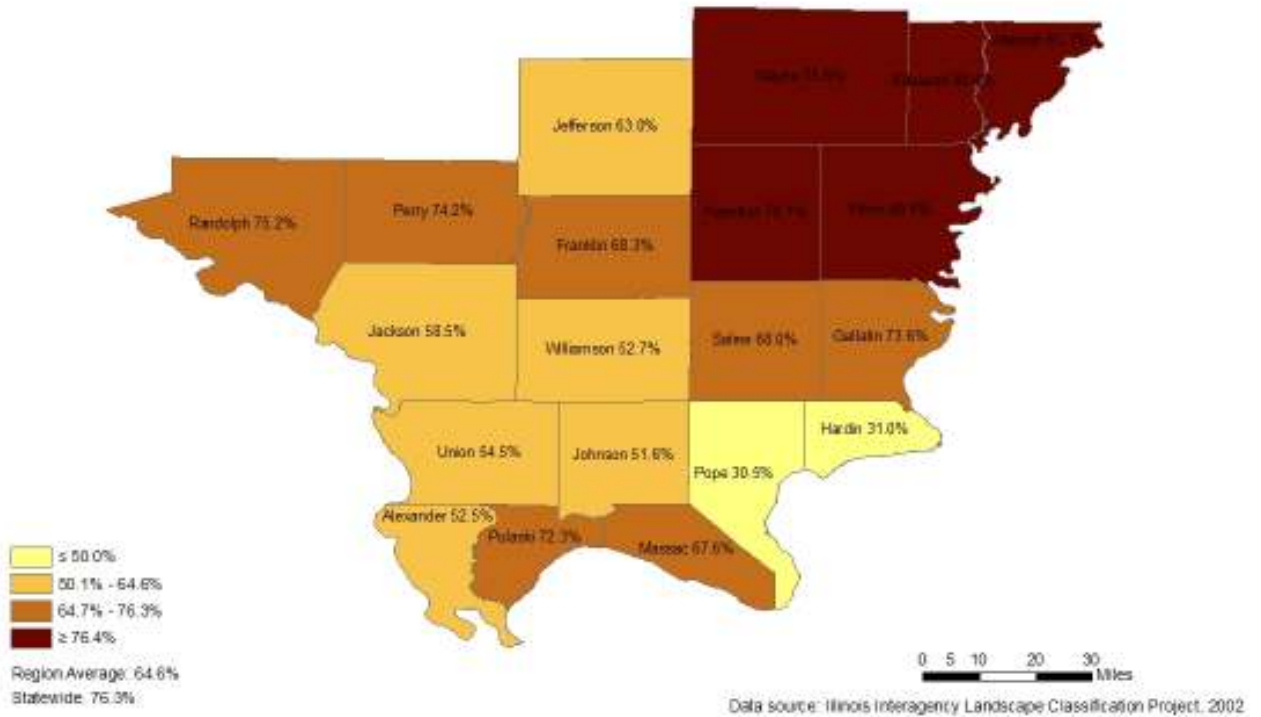 Jefferson 63.0%
Randolph 75.2%
Perry 74.2%
Franklin 68.3%
Jackson 58.5%
Williamson 52.7%
Saline 68.0%
Gallatin 73.6%
Hardin 31.0%
Union 54.5%
Johnson 51.6%
Pope 30.9%
Alexander 52.5%
Pulaski 72.3%
Massac 67.6%
≤ 50.0%
50.1% - 64.6%
64.7% - 76.3%
≥ 76.4%
Region Average: 64.6%
Statewide: 76.3%
0 5 10 20 30
Miles
Data source: Illinois Interagency Landscape Classification Project, 2002